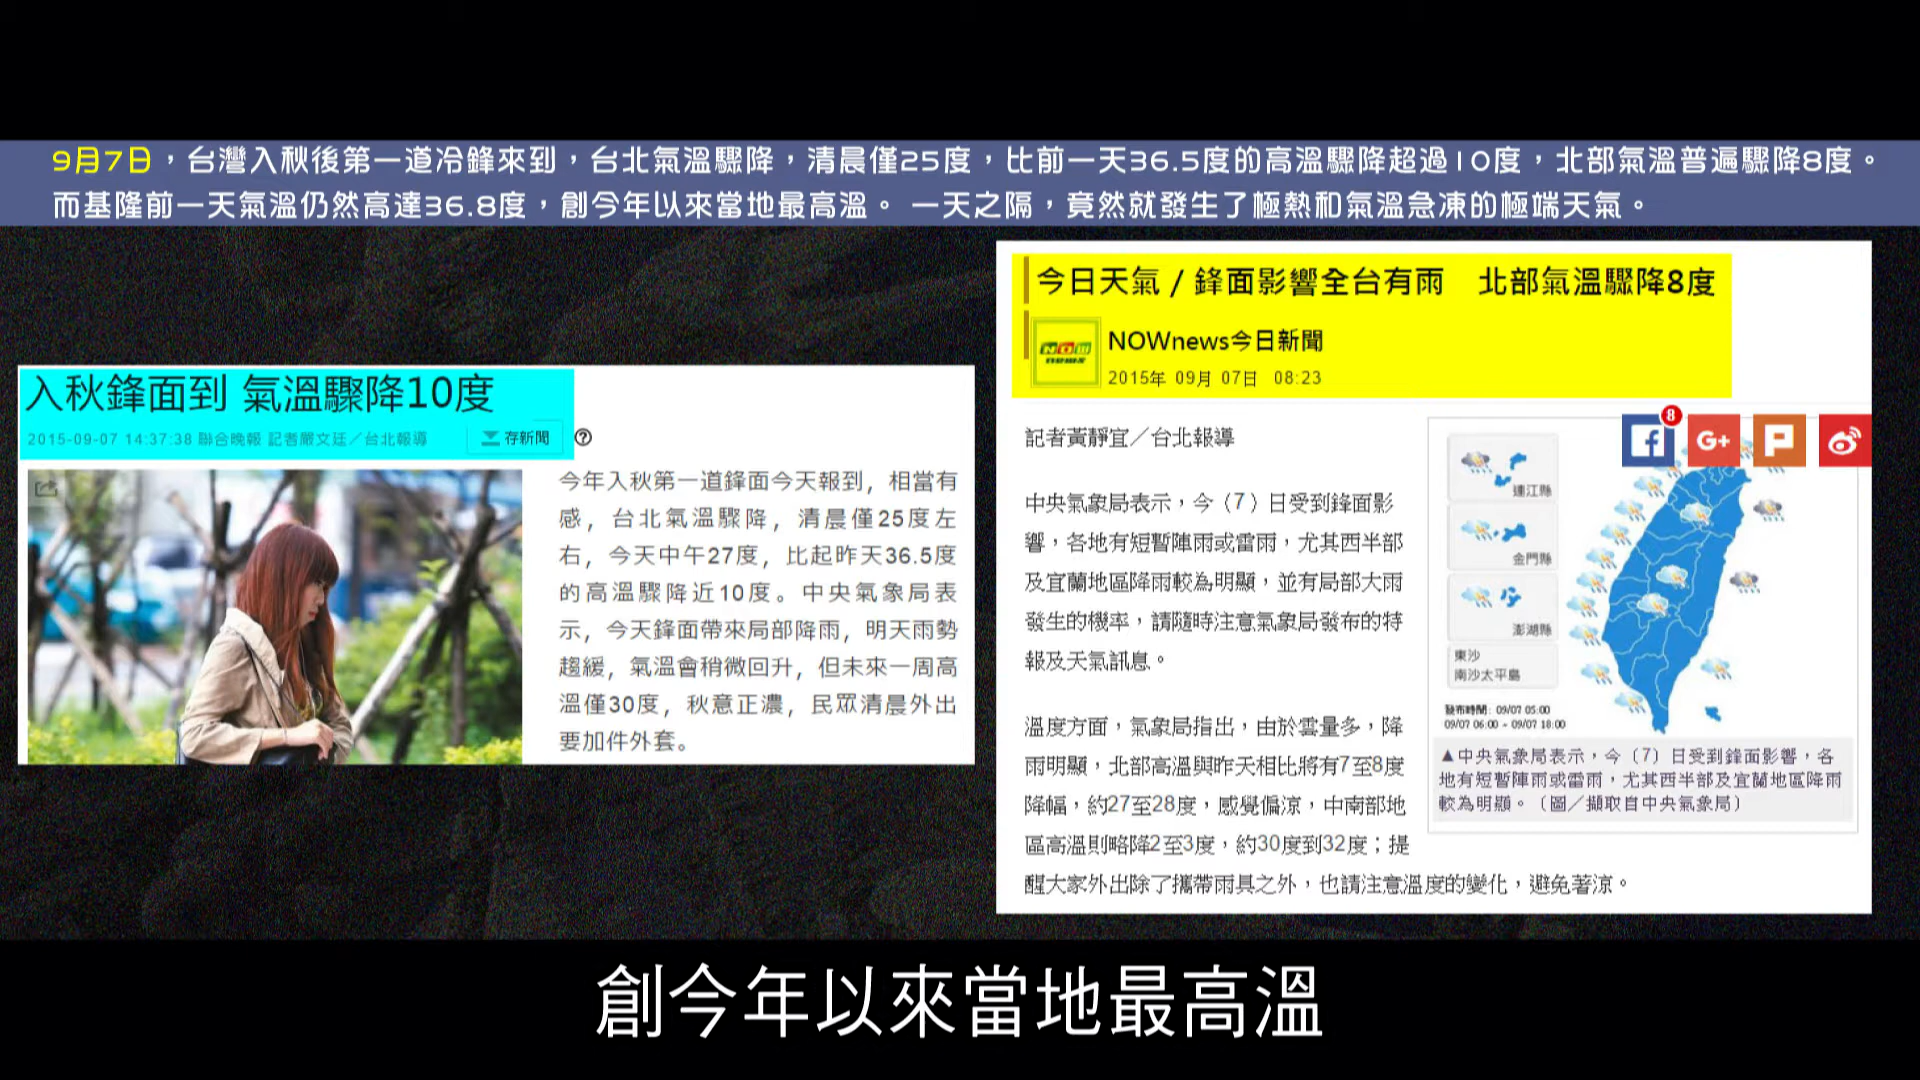 9月7日，台灣入秋後第一道冷鋒來到，台北氣溫驟降，清晨僅25度，比前一天36.5度的高溫驟降超過10度，北部氣溫普遍驟降8度。
而基隆前一天氣溫仍然高達36.8度，創今年以來當地最高溫。 一天之隔，竟然就發生了極熱和氣溫急凍的極端天氣。
入秋鋒面到 氣溫驟降10度
2015-09-07 14:37:38 聯合晚報 記者嚴文廷／台北報導
存新聞
?
今年入秋第一道鋒面今天報到，相當有
感，台北氣溫驟降，清晨僅25度左
右，今天中午27度，比起昨天36.5度
的高溫驟降近10度。中央氣象局表
示，今天鋒面帶來局部降雨，明天雨勢
趨緩，氣溫會稍微回升，但未來一周高
溫僅30度，秋意正濃，民眾清晨外出
要加件外套。
今日天氣 / 鋒面影響全台有雨　北部氣溫驟降8度
NOW
news
NOWnews今日新聞
2015年 09月 07日 08:23
記者黃靜宜／台北報導
中央氣象局表示，今（7）日受到鋒面影
響，各地有短暫陣雨或雷雨，尤其西半部
及宜蘭地區降雨較為明顯，並有局部大雨
發生的機率，請隨時注意氣象局發布的特
報及天氣訊息。
溫度方面，氣象局指出，由於雲量多，降
雨明顯，北部高溫與昨天相比將有7至8度
降幅，約27至28度，感覺偏涼，中南部地
區高溫則略降2至3度，約30度到32度；提
醒大家外出除了攜帶雨具之外，也請注意溫度的變化，避免著涼。
8
G+
連江縣
金門縣
澎湖縣
東沙
南沙太平島
發布時間: 09/07 05:00
09/07 06:00 ~ 09/07 18:00
▲中央氣象局表示，今（7）日受到鋒面影響，各
地有短暫陣雨或雷雨，尤其西半部及宜蘭地區降雨
較為明顯。（圖／擷取自中央氣象局）
創今年以來當地最高溫